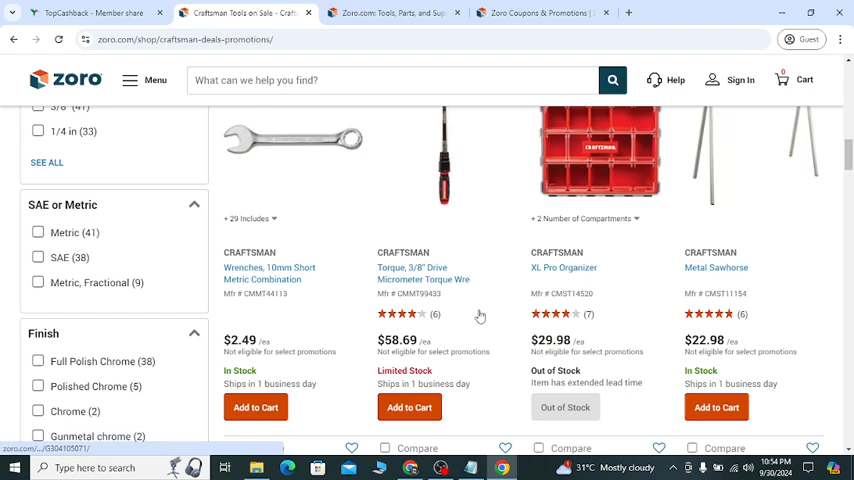 TopCashback - Member share
Craftsman Tools on Sale - Craft
Zoro.com: Tools, Parts, and Sup
Zoro Coupons & Promotions | Z
zoro.com/shop/craftsman-deals-promotions/
Guest
zoro
Menu
What can we help you find?
Help
Sign In
0
Cart
3/8 (41)
1/4 in (33)
SEE ALL
SAE or Metric
Metric (41)
SAE (38)
Metric, Fractional (9)
Finish
Full Polish Chrome (38)
Polished Chrome (5)
Chrome (2)
Gunmetal chrome (2)
CRAFTSMAN
+ 29 Includes
+ 2 Number of Compartments
CRAFTSMAN
Wrenches, 10mm Short
Metric Combination
Mfr # CMMT44113
$2.49 /ea
Not eligible for select promotions
In Stock
Ships in 1 business day
Add to Cart
CRAFTSMAN
Torque, 3/8" Drive
Micrometer Torque Wre
Mfr # CMMT99433
(6)
$58.69 /ea
Not eligible for select promotions
Limited Stock
Ships in 1 business day
Add to Cart
CRAFTSMAN
XL Pro Organizer
Mfr # CMST14520
(7)
$29.98 /ea
Not eligible for select promotions
Out of Stock
Item has extended lead time
Out of Stock
CRAFTSMAN
Metal Sawhorse
Mfr # CMST11154
(6)
$22.98 /ea
Not eligible for select promotions
In Stock
Ships in 1 business day
Add to Cart
Compare
Compare
Compare
zoro.com/.../G304105071/
Type here to search
31°C Mostly cloudy
10:54 PM
9/30/2024